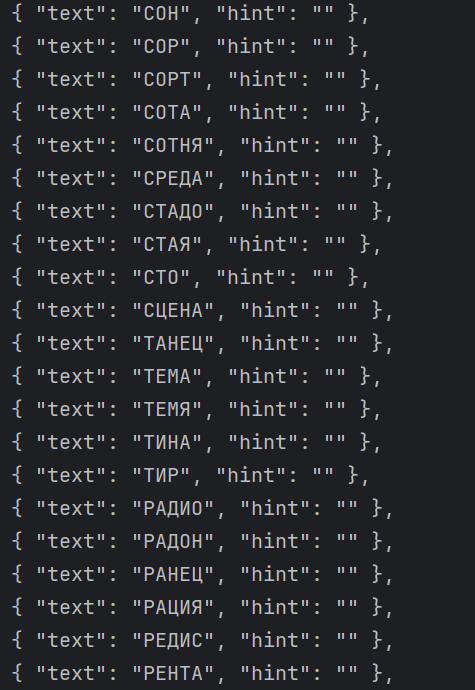 { "text": "СОН", "hint": "" },
{ "text": "СОР", "hint": "" },
{ "text": "СОРТ", "hint": "" },
{ "text": "СОТА", "hint": "" },
{ "text": "СОТНЯ", "hint": "" },
{ "text": "СРЕДА", "hint": "" },
{ "text": "СТАДО", "hint": "" },
{ "text": "СТАЯ", "hint": "" },
{ "text": "СТО", "hint": "" },
{ "text": "СЦЕНА", "hint": "" },
{ "text": "ТАНЕЦ", "hint": "" },
{ "text": "ТЕМА", "hint": "" },
{ "text": "ТЕМЯ", "hint": "" },
{ "text": "ТИНА", "hint": "" },
{ "text": "ТИР", "hint": "" },
{ "text": "РАДИО", "hint": "" },
{ "text": "РАДОН", "hint": "" },
{ "text": "РАНЕЦ", "hint": "" },
{ "text": "РАЦИЯ", "hint": "" },
{ "text": "РЕДИС", "hint": "" },
{ "text": "РЕНТА", "hint": "" },